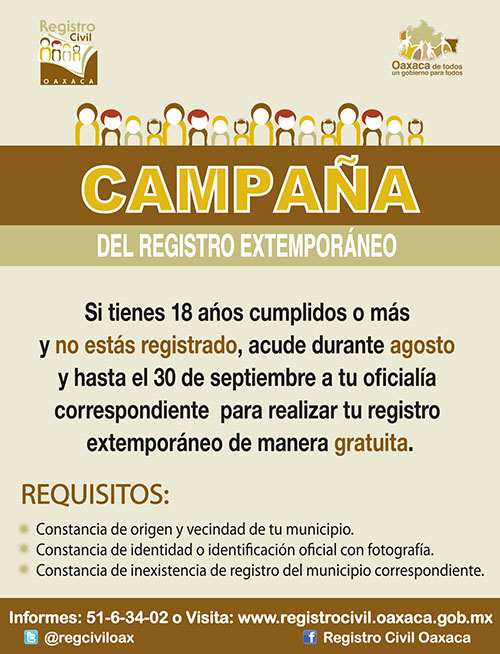 Registro
Civil
OAXACA
Oaxaca de todos
un gobierno para todos
CAMPAÑA
DEL REGISTRO EXTEMPORÁNEO
Si tienes 18 años cumplidos o más
y no estás registrado, acude durante agosto
y hasta el 30 de septiembre a tu oficialía
correspondiente para realizar tu registro
extemporáneo de manera gratuita.
REQUISITOS:
Constancia de origen y vecindad de tu municipio.
Constancia de identidad o identificación oficial con fotografía.
Constancia de inexistencia de registro del municipio correspondiente.
Informes: 51-6-34-02 o Visita: www.registrocivil.oaxaca.gob.mx
@regciviloax
Registro Civil Oaxaca